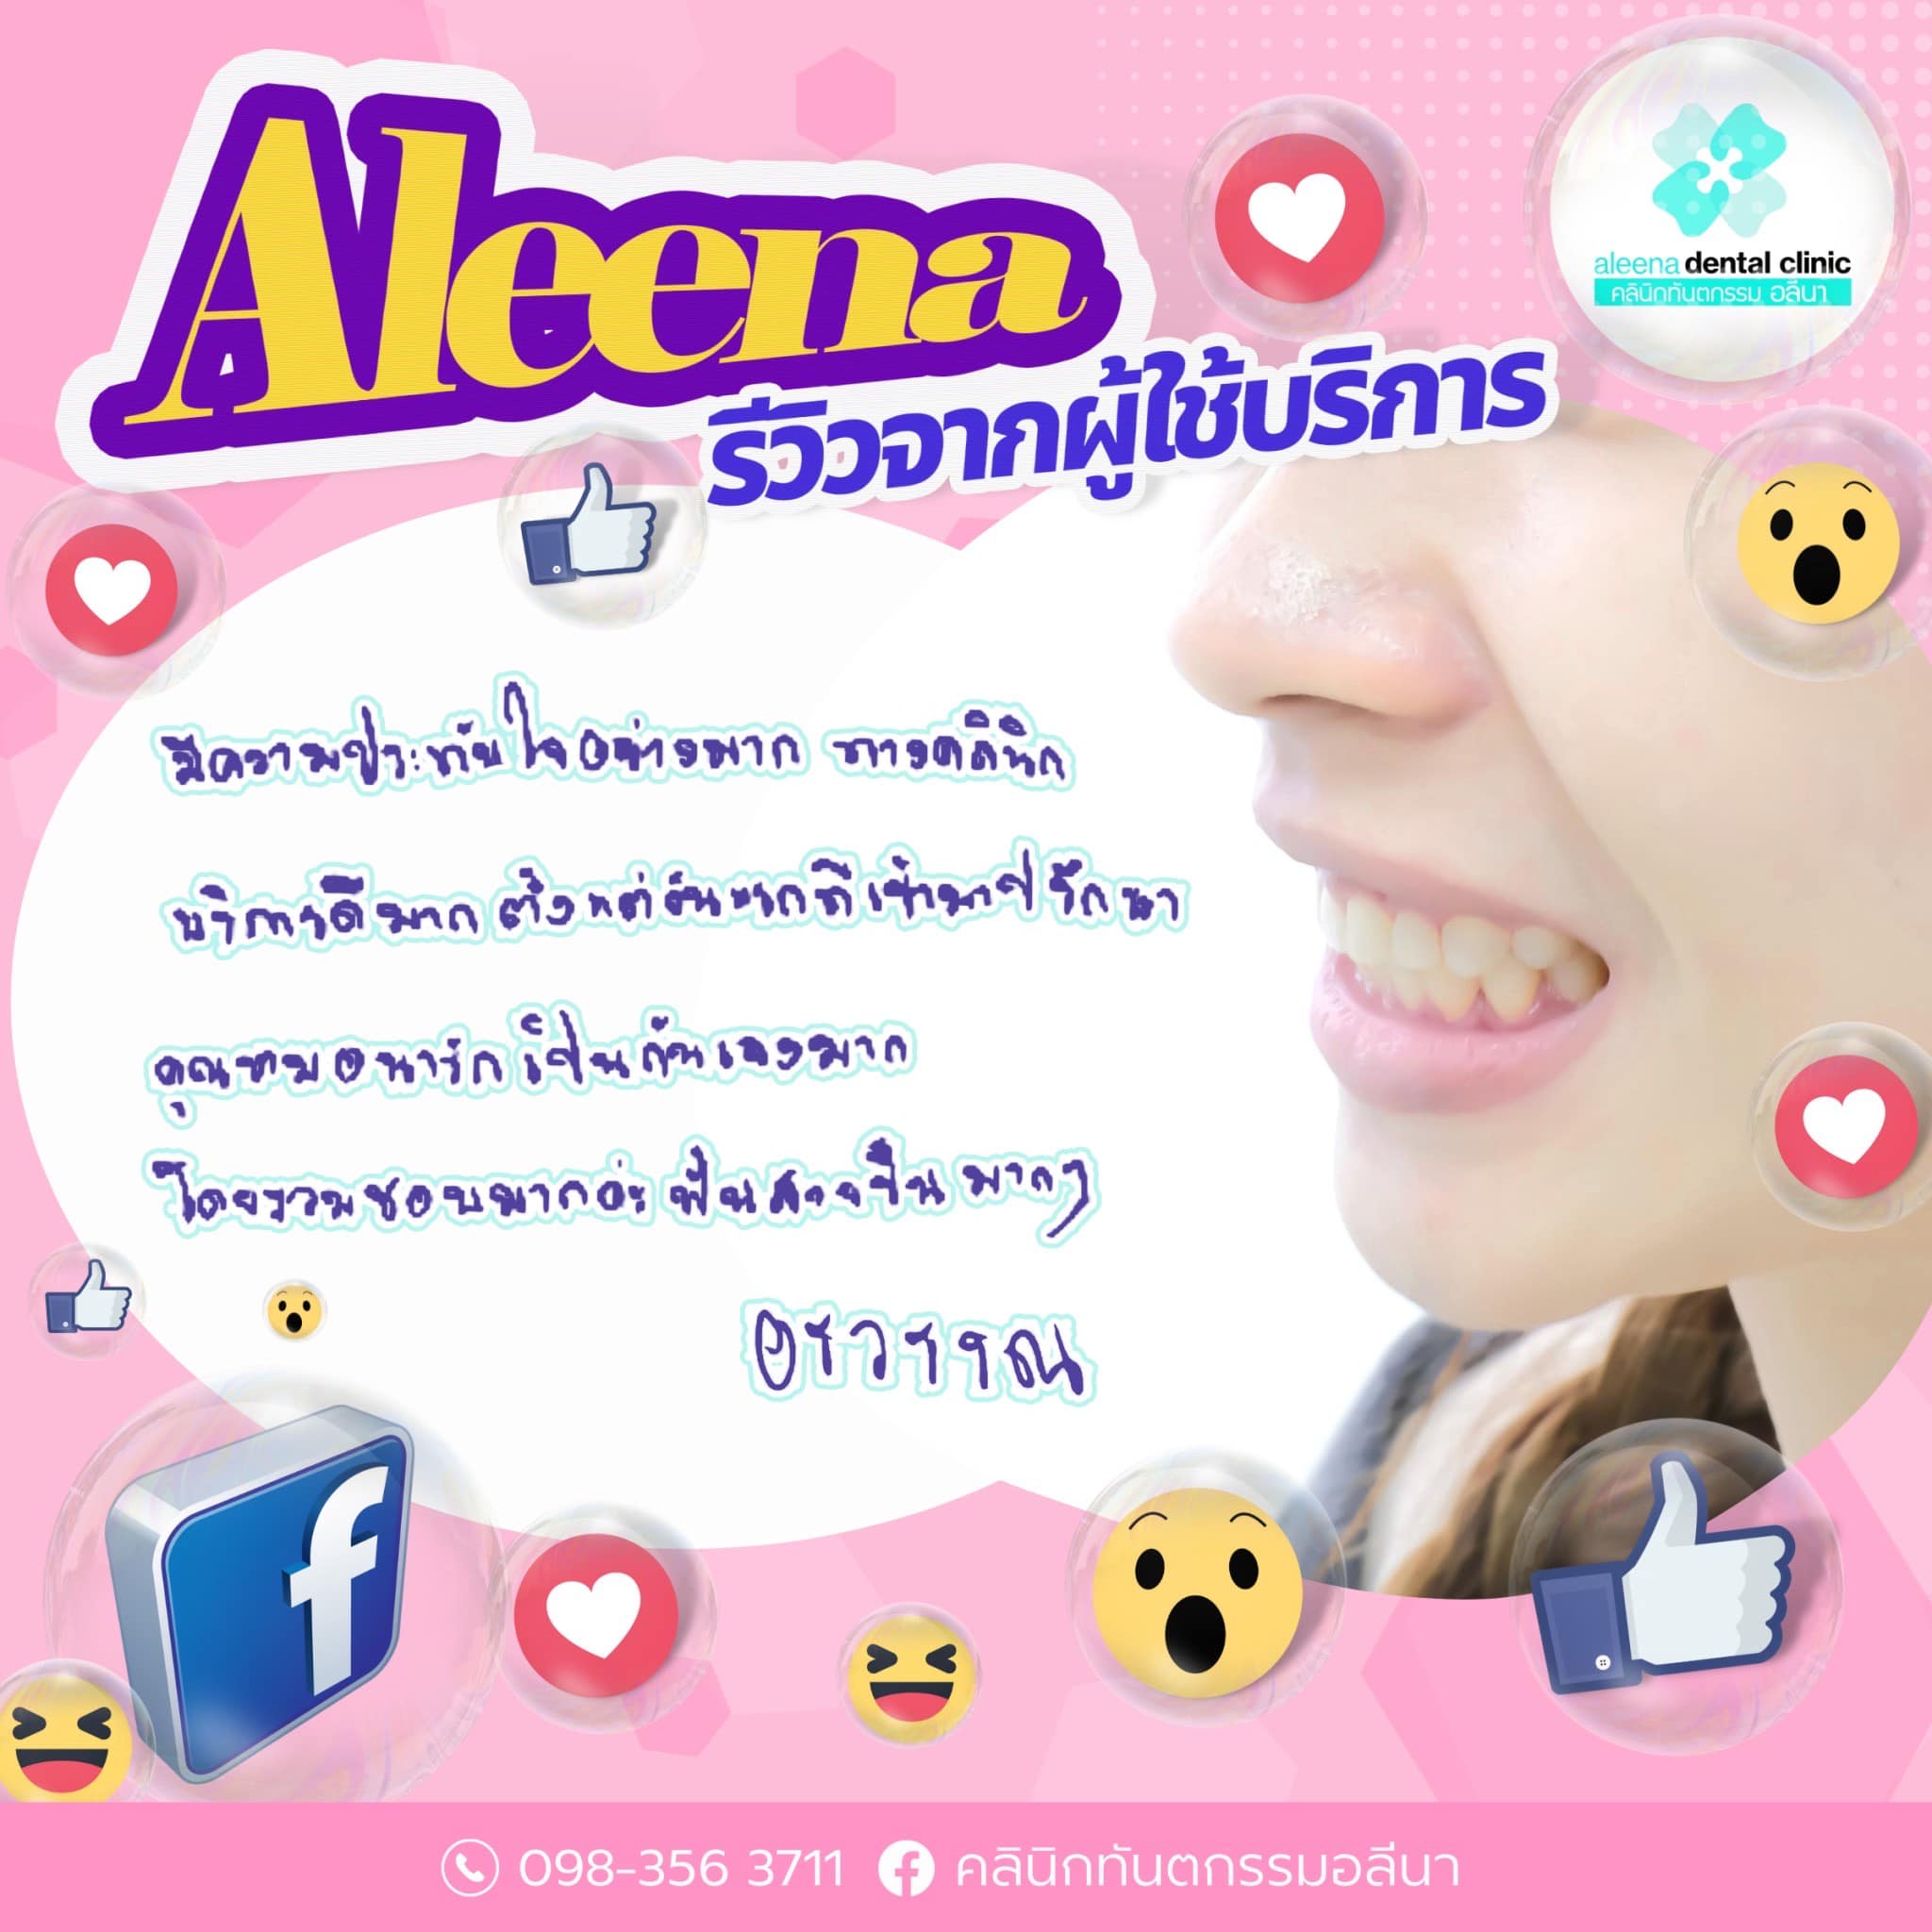 Aleena
aleena dental clinic
คลินิกทันตกรรม อลีนา
รีวิวจากผู้ใช้บริการ
มีความประทับใจอย่างมาก ทางคลินิก
บริการดีมาก ตั้งแต่วันแรกที่เข้ามาปรึกษา
คุณหมอน่ารัก เป็นกันเองมาก
โดยรวมชอบมากค่ะ ฟันสวยขึ้นมากๆ
อรวรรณ
098-356 3711 คลินิกทันตกรรมอลีนา